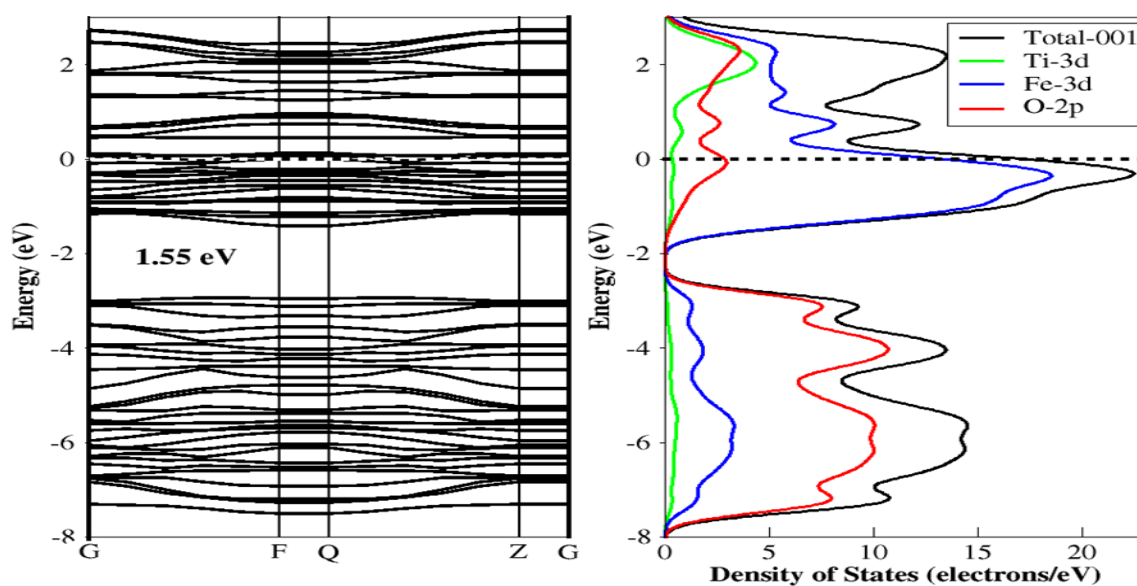 Energy (eV)
2
0
-2
-4
-6
-8
1.55 eV
G F Q Z G
Energy (eV)
2
0
-2
-4
-6
-8
Total-001
Ti-3d
Fe-3d
O-2p
0 5 10 15 20
Density of States (electrons/eV)